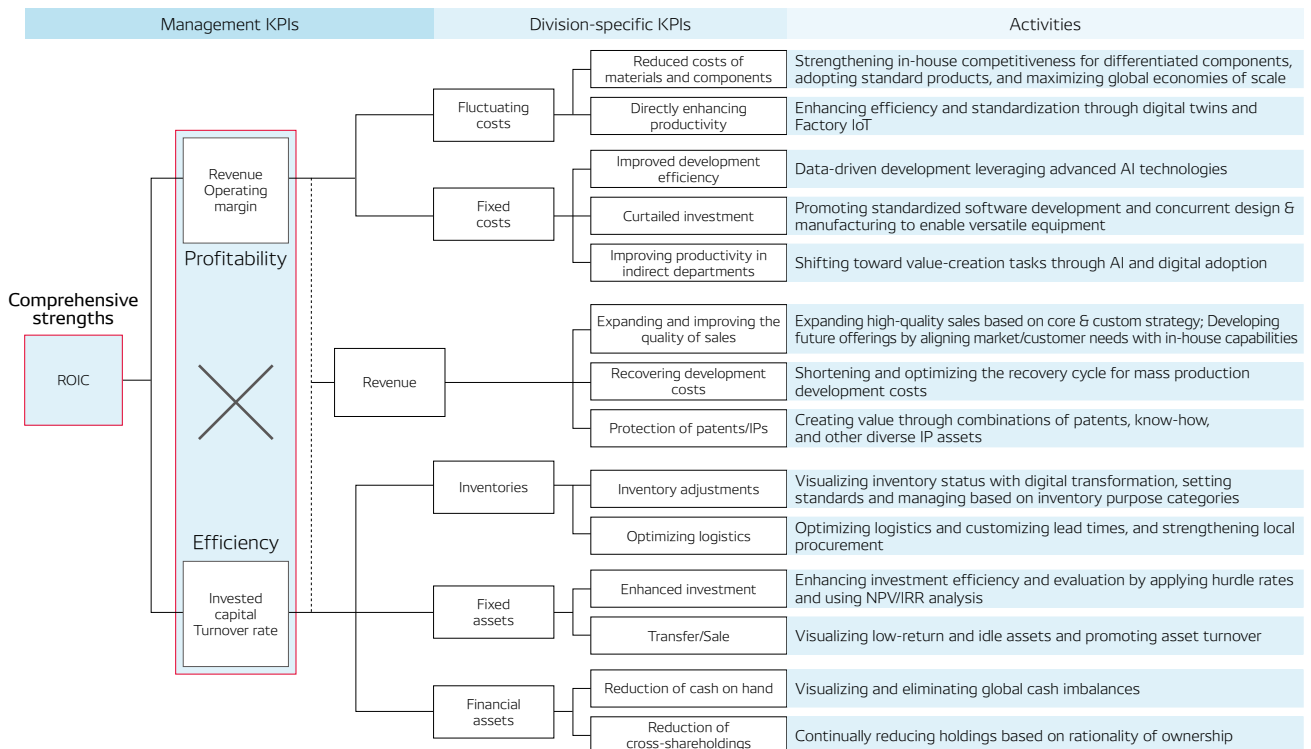 Management KPIs
Division-specific KPIs
Activities
Comprehensive
strengths
ROIC
Revenue
Operating
margin
Profitability
Efficiency
Invested
capital
Turnover rate
Fluctuating
costs
Reduced costs of
materials and components
Strengthening in-house competitiveness for differentiated components,
adopting standard products, and maximizing global economies of scale
Directly enhancing
productivity
Enhancing efficiency and standardization through digital twins and
Factory IoT
Fixed
costs
Improved development
efficiency
Data-driven development leveraging advanced AI technologies
Curtailed investment
Promoting standardized software development and concurrent design &
manufacturing to enable versatile equipment
Improving productivity in
indirect departments
Shifting toward value-creation tasks through AI and digital adoption
Revenue
Expanding and improving the
quality of sales
Expanding high-quality sales based on core & custom strategy; Developing
future offerings by aligning market/customer needs with in-house capabilities
Recovering development
costs
Shortening and optimizing the recovery cycle for mass production
development costs
Protection of patents/IPs
Creating value through combinations of patents, know-how,
and other diverse IP assets
Inventories
Inventory adjustments
Visualizing inventory status with digital transformation, setting
standards and managing based on inventory purpose categories
Optimizing logistics
Optimizing logistics and customizing lead times, and strengthening local
procurement
Fixed
assets
Enhanced investment
Enhancing investment efficiency and evaluation by applying hurdle rates
and using NPV/IRR analysis
Transfer/Sale
Visualizing low-return and idle assets and promoting asset turnover
Financial
assets
Reduction of cash on hand
Visualizing and eliminating global cash imbalances
Reduction of
cross-shareholdings
Continually reducing holdings based on rationality of ownership